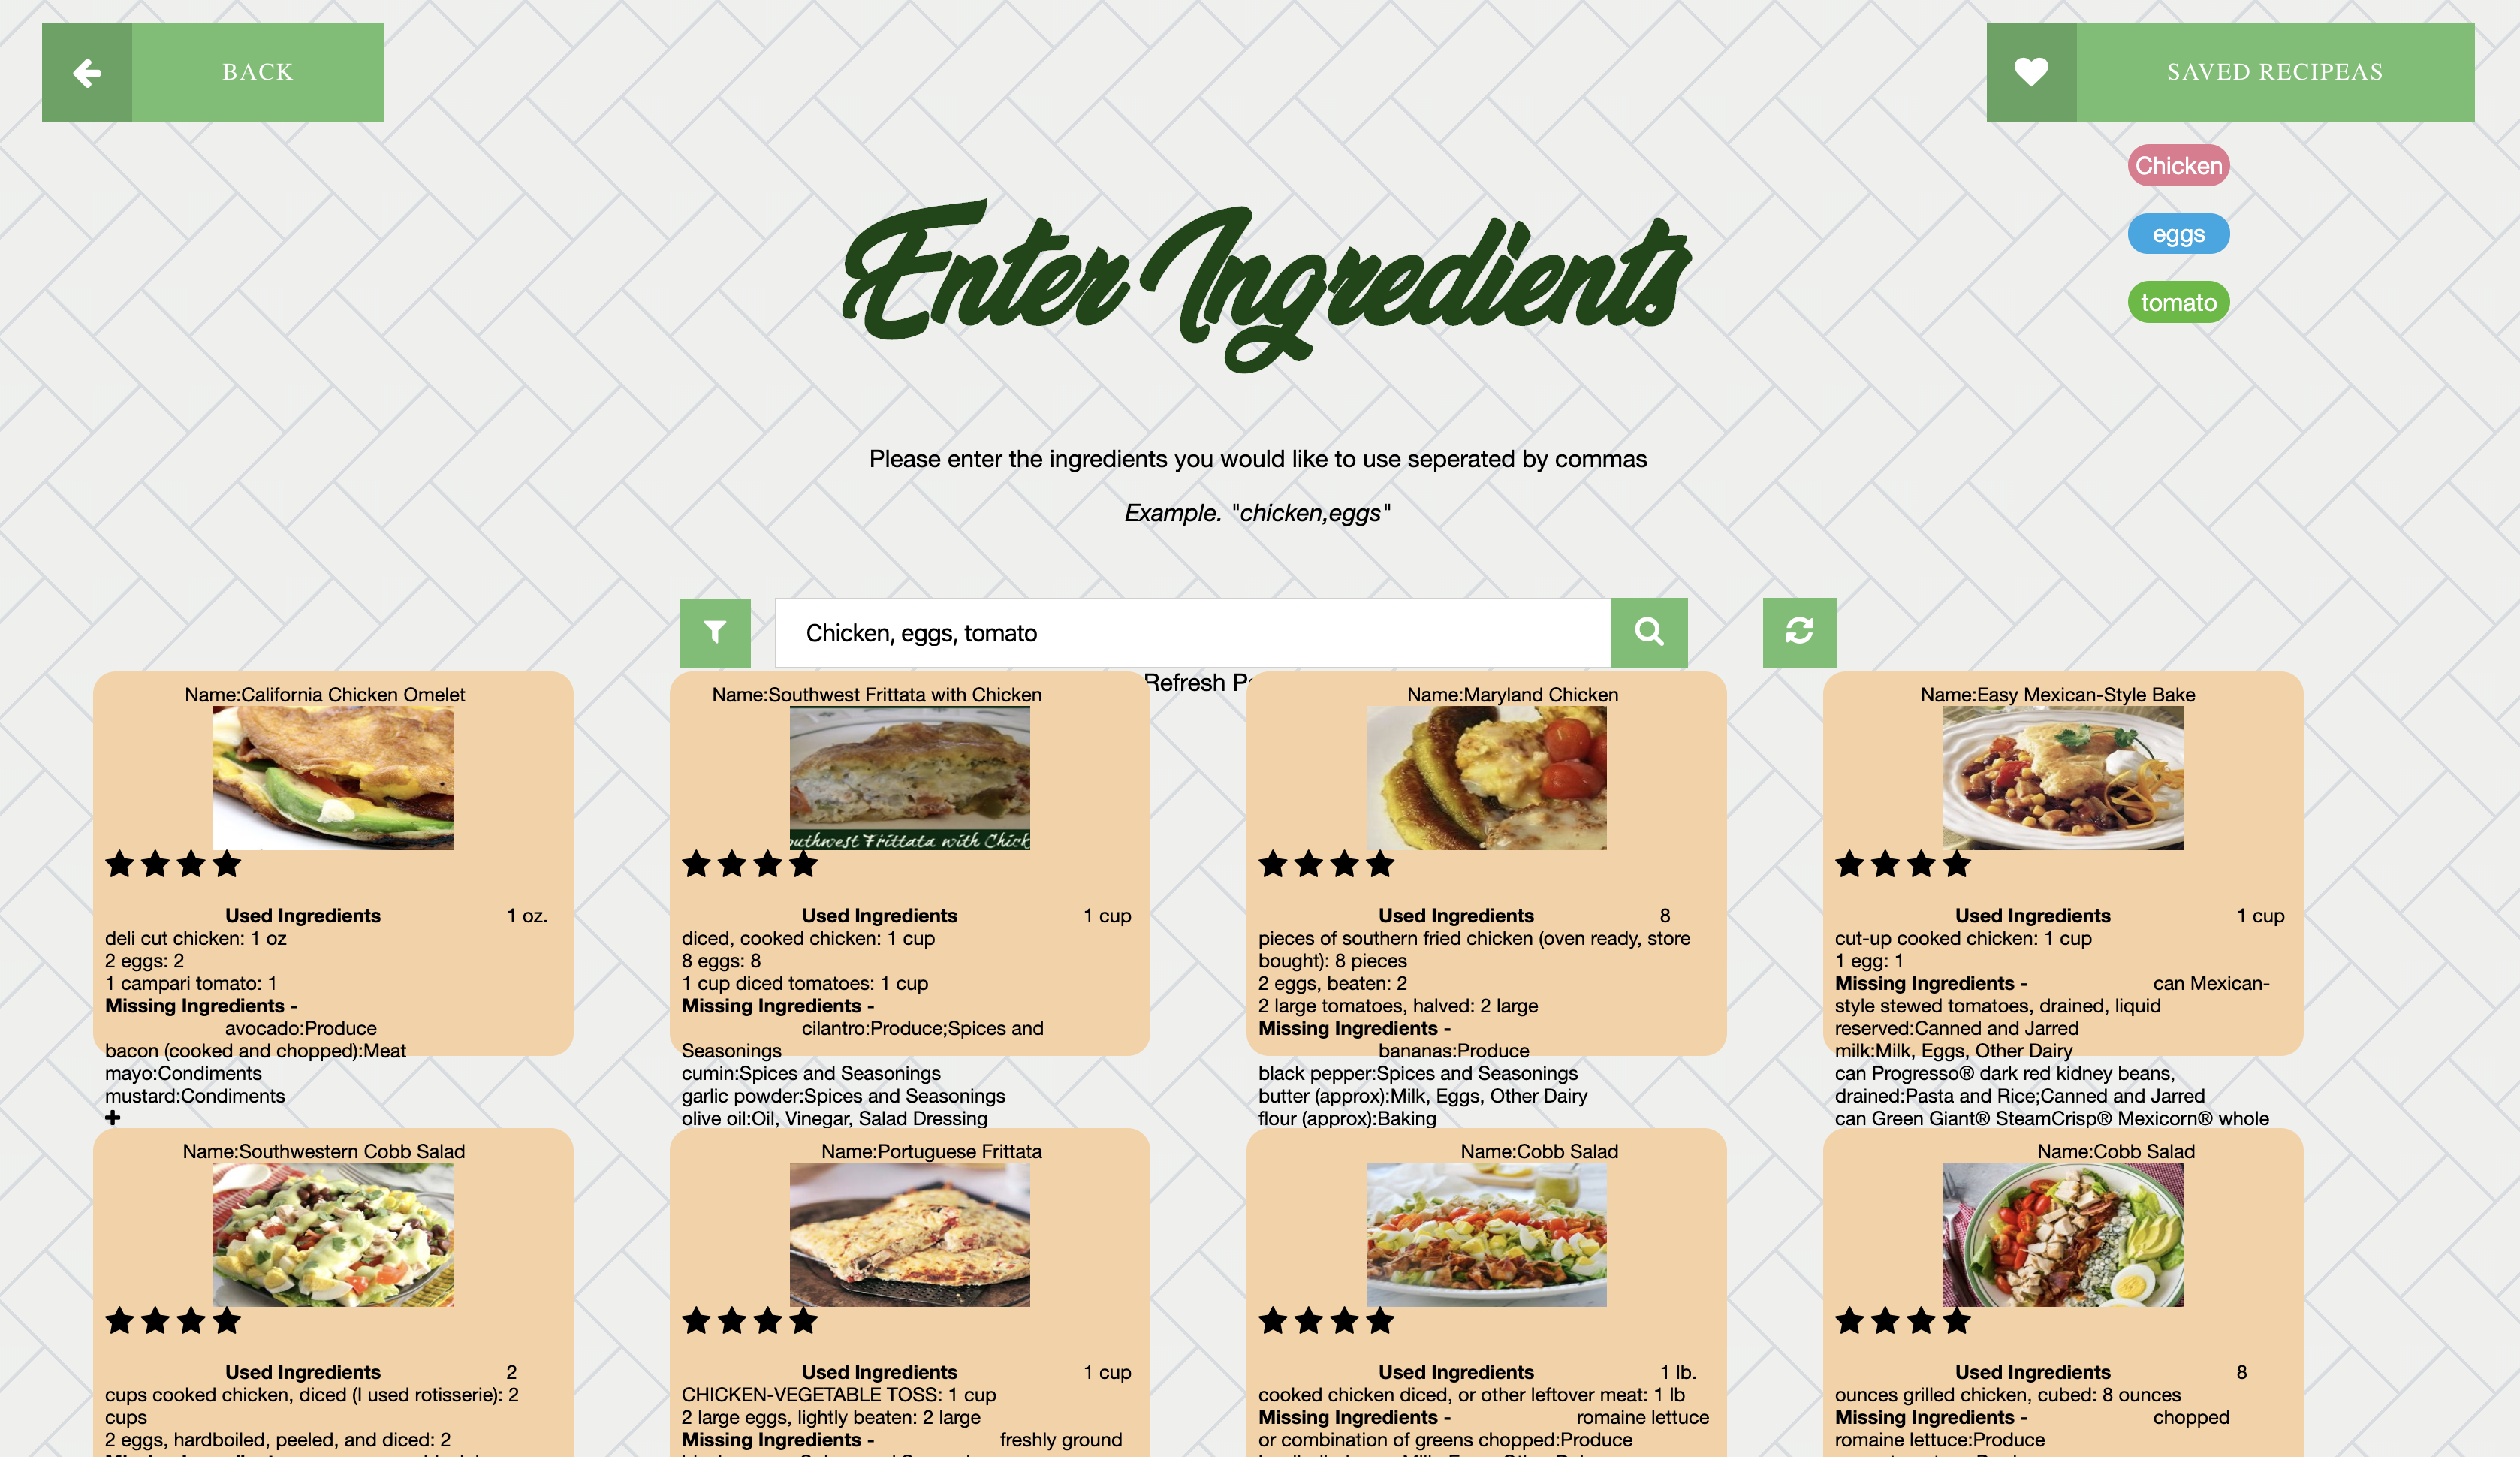 BACK
SAVED RECIPEAS
Chicken
eggs
tomato
Enter Ingredients
Please enter the ingredients you would like to use seperated by commas
Example. "chicken,eggs"
Chicken, eggs, tomato
Refresh
Name:California Chicken Omelet
Used Ingredients 1 oz.
deli cut chicken: 1 oz
2 eggs: 2
1 campari tomato: 1
Missing Ingredients -
avocado:Produce
bacon (cooked and chopped):Meat
mayo:Condiments
mustard:Condiments
Name:Southwest Frittata with Chicken
outhwest Frittata with Chick
Used Ingredients 1 cup
diced, cooked chicken: 1 cup
8 eggs: 8
1 cup diced tomatoes: 1 cup
Missing Ingredients -
cilantro:Produce;Spices and
Seasonings
cumin:Spices and Seasonings
garlic powder:Spices and Seasonings
olive oil:Oil, Vinegar, Salad Dressing
Name:Maryland Chicken
Used Ingredients 8
pieces of southern fried chicken (oven ready, store
bought): 8 pieces
2 eggs, beaten: 2
2 large tomatoes, halved: 2 large
Missing Ingredients -
bananas:Produce
black pepper:Spices and Seasonings
butter (approx):Milk, Eggs, Other Dairy
flour (approx):Baking
Name:Easy Mexican-Style Bake
Used Ingredients 1 cup
cut-up cooked chicken: 1 cup
1 egg: 1
Missing Ingredients - can Mexican-
style stewed tomatoes, drained, liquid
reserved:Canned and Jarred
milk:Milk, Eggs, Other Dairy
can Progresso® dark red kidney beans,
drained:Pasta and Rice;Canned and Jarred
can Green Giant® SteamCrisp® Mexicorn® whole
Name:Southwestern Cobb Salad
Used Ingredients 2
cups cooked chicken, diced (I used rotisserie): 2
cups
2 eggs, hardboiled, peeled, and diced: 2
Name:Portuguese Frittata
Used Ingredients 1 cup
CHICKEN-VEGETABLE TOSS: 1 cup
2 large eggs, lightly beaten: 2 large
Missing Ingredients - freshly ground
Name:Cobb Salad
Used Ingredients 1 lb.
cooked chicken diced, or other leftover meat: 1 lb
Missing Ingredients - romaine lettuce
or combination of greens chopped:Produce
Name:Cobb Salad
Used Ingredients 8
ounces grilled chicken, cubed: 8 ounces
Missing Ingredients - chopped
romaine lettuce:Produce